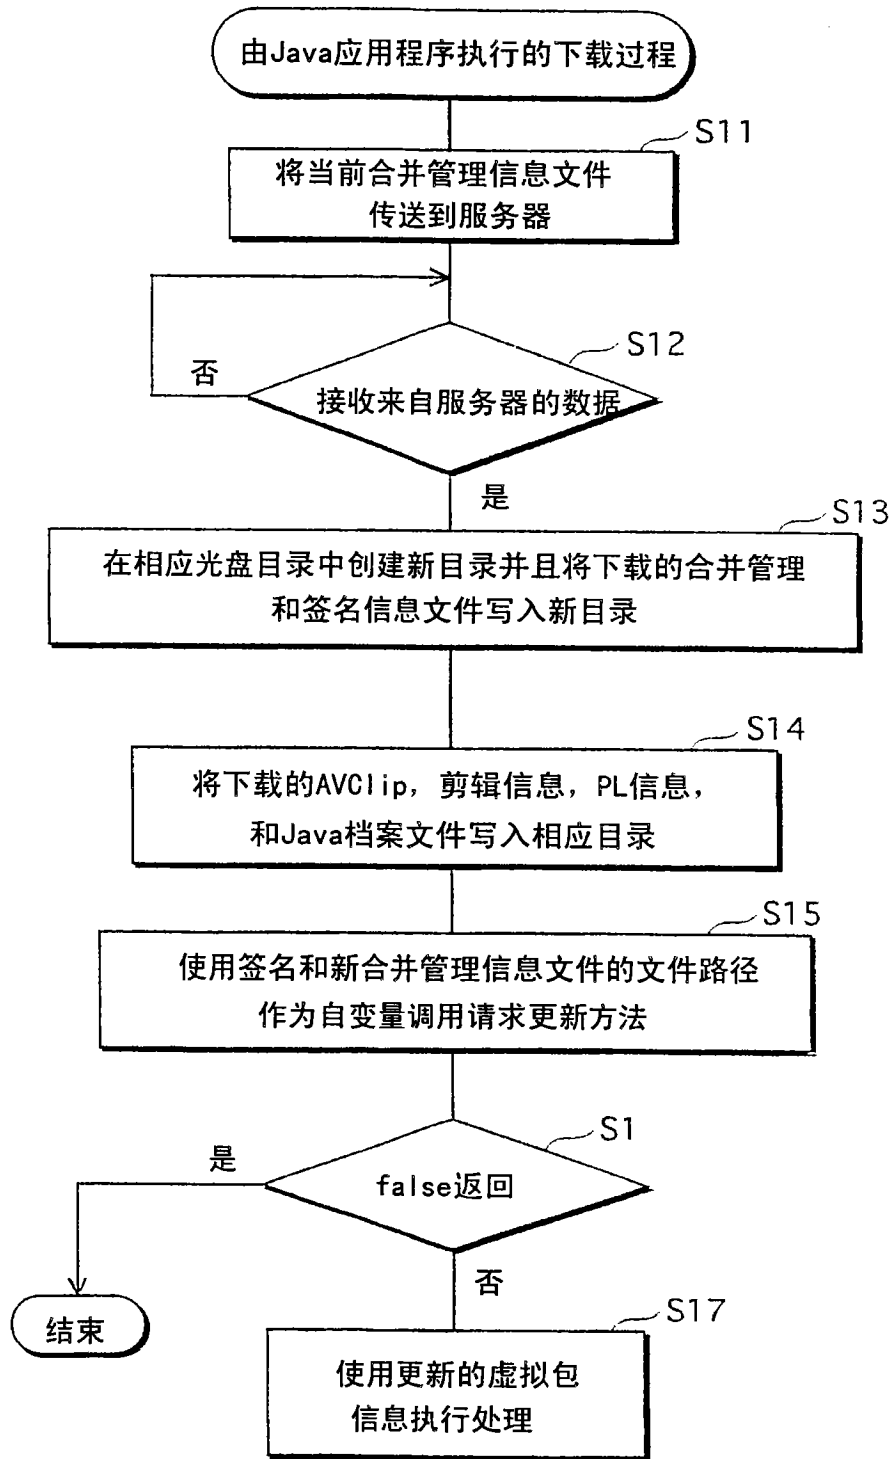 由Java应用程序执行的下载过程
S11
将当前合并管理信息文件
传送到服务器
S12
否
接收来自服务器的数据
是
S13
在相应光盘目录中创建新目录并且将下载的合并管理
和签名信息文件写入新目录
S14
将下载的AVClip，剪辑信息，PL信息，
和Java档案文件写入相应目录
S15
使用签名和新合并管理信息文件的文件路径
作为自变量调用请求更新方法
S1
是
false返回
否
结束
S17
使用更新的虚拟包
信息执行处理